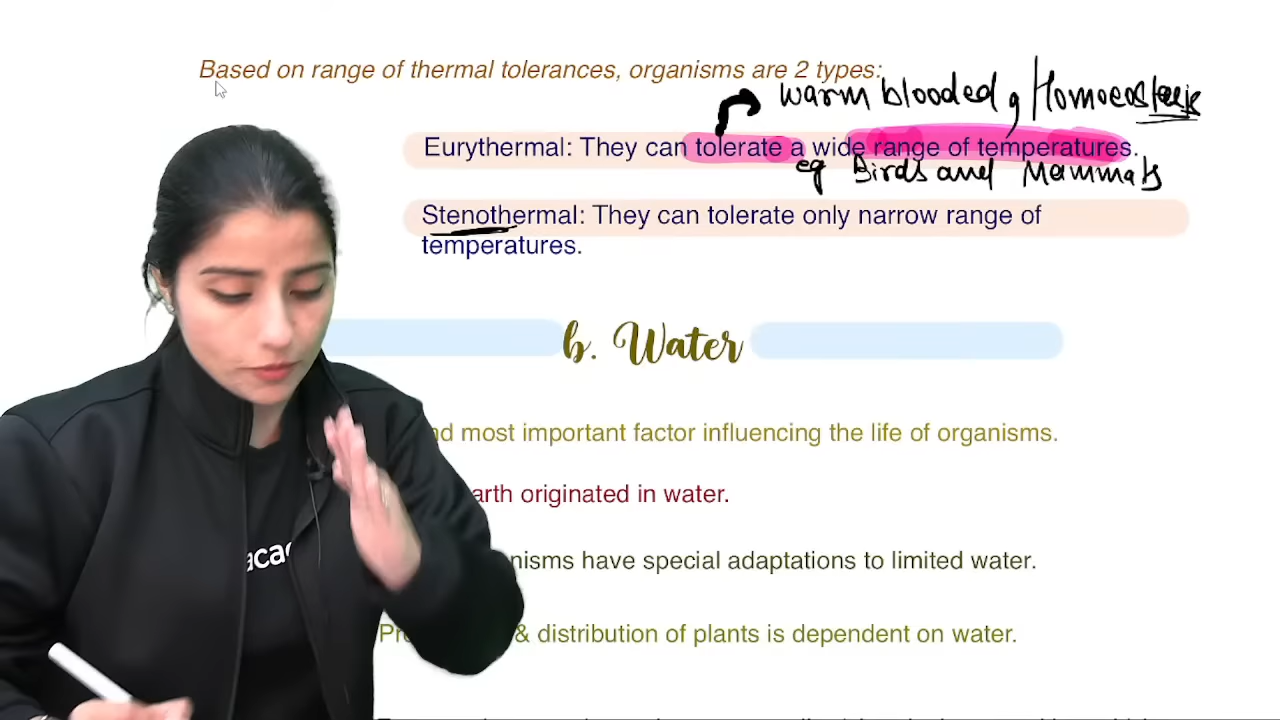 Based on range of thermal tolerances, organisms are 2 types:
warm blooded, Homoeostasis
Eurythermal: They can tolerate a wide range of temperatures.
eg Birds and Mammals
Stenothermal: They can tolerate only narrow range of
temperatures.
b. Water
most important factor influencing the life of organisms.
originated in water.
have special adaptations to limited water.
& distribution of plants is dependent on water.
aca